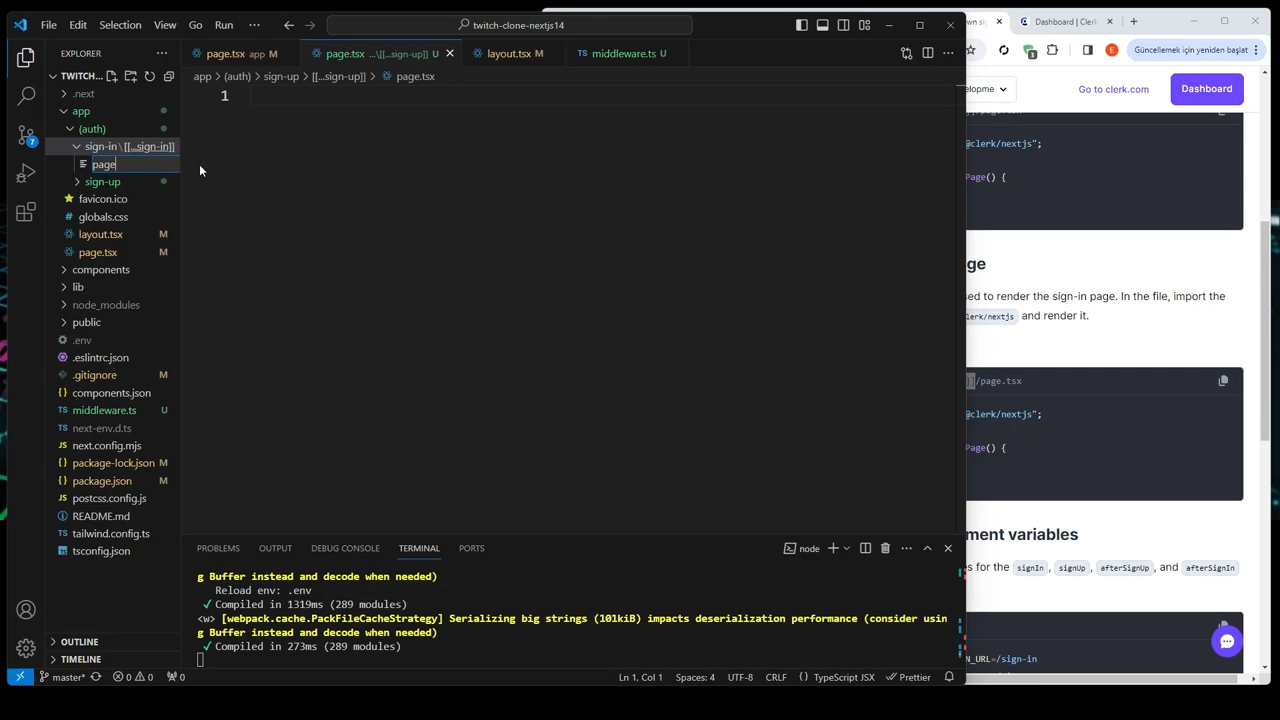 File Edit Selection View Go Run ··· twitch-clone-nextjs14
EXPLORER ···
TWITCH...
.next
app
(auth)
sign-in \ [[...sign-in]]
page
sign-up
favicon.ico
globals.css
layout.tsx M
page.tsx M
components
lib
node_modules
public
.env
.eslintrc.json
.gitignore M
components.json
middleware.ts U
next-env.d.ts
next.config.mjs
package-lock.json M
package.json M
postcss.config.js
README.md
tailwind.config.ts
tsconfig.json
OUTLINE
TIMELINE
page.tsx app M page.tsx ...\[[...sign-up]] U layout.tsx M middleware.ts U
app > (auth) > sign-up > [[...sign-up]] > page.tsx
1
PROBLEMS OUTPUT DEBUG CONSOLE TERMINAL PORTS node
g Buffer instead and decode when needed)
Reload env: .env
✓ Compiled in 1319ms (289 modules)
<w> [webpack.cache.PackFileCacheStrategy] Serializing big strings (101kiB) impacts deserialization performance (consider usin
g Buffer instead and decode when needed)
✓ Compiled in 273ms (289 modules)
master* 0 0 0 Ln 1, Col 1 Spaces: 4 UTF-8 CRLF TypeScript JSX Prettier
wn sig Dashboard | Clerk
E Güncellemek için yeniden başlat
elopme Go to clerk.com Dashboard
@clerk/nextjs";
Page() {
ge
sed to render the sign-in page. In the file, import the
lerk/nextjs and render it.
]/page.tsx
@clerk/nextjs";
Page() {
ment variables
es for the signIn, signUp, afterSignUp, and afterSignIn
N_URL=/sign-in